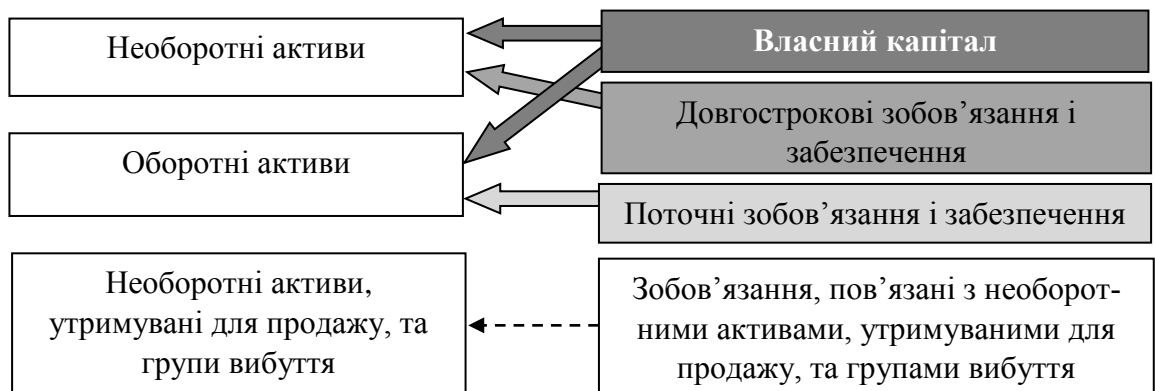 Необоротні активи
Власний капітал
Довгострокові зобов’язання і
забезпечення
Оборотні активи
Поточні зобов’язання і забезпечення
Необоротні активи,
утримувані для продажу, та
групи вибуття
Зобов’язання, пов’язані з необорот-
ними активами, утримуваними для
продажу, та групами вибуття